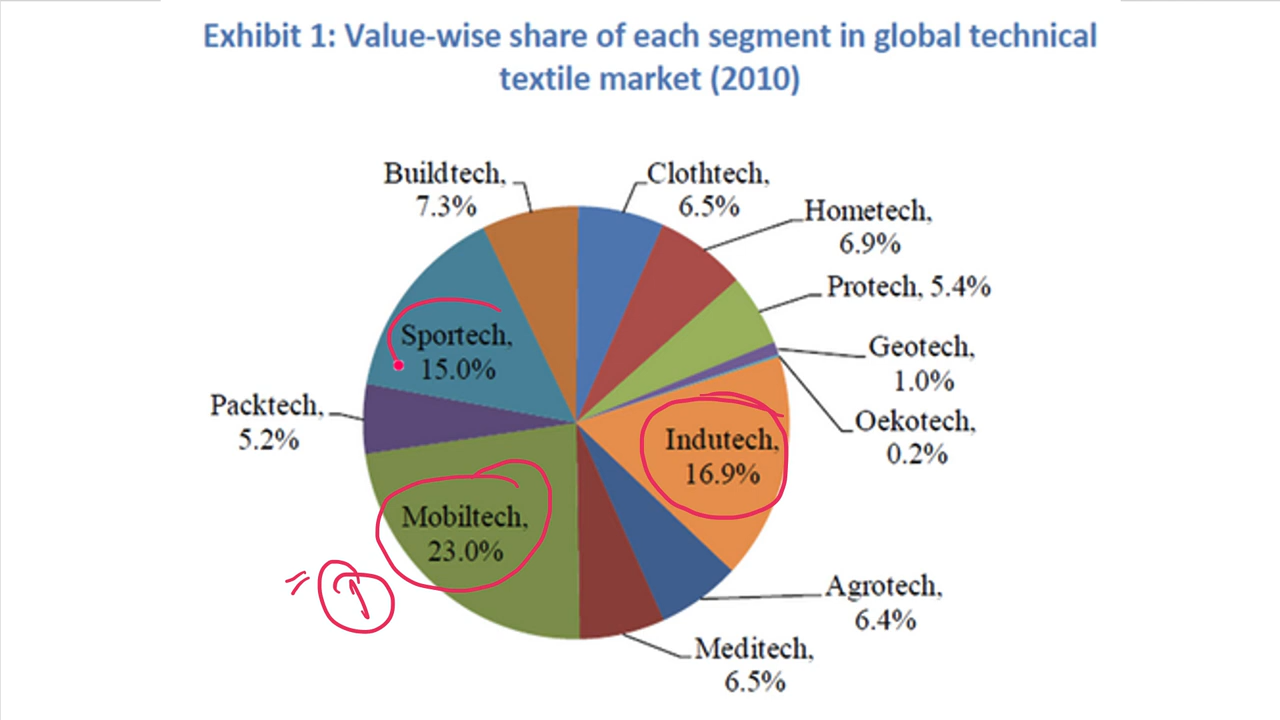 Exhibit 1: Value-wise share of each segment in global technical
textile market (2010)
Buildtech,
7.3%
Clothtech,
6.5%
Hometech,
6.9%
Protech, 5.4%
Geotech,
1.0%
Oekotech,
0.2%
Indutech,
16.9%
Agrotech,
6.4%
Meditech,
6.5%
Mobiltech,
23.0%
Packtech,
5.2%
Sportech,
15.0%